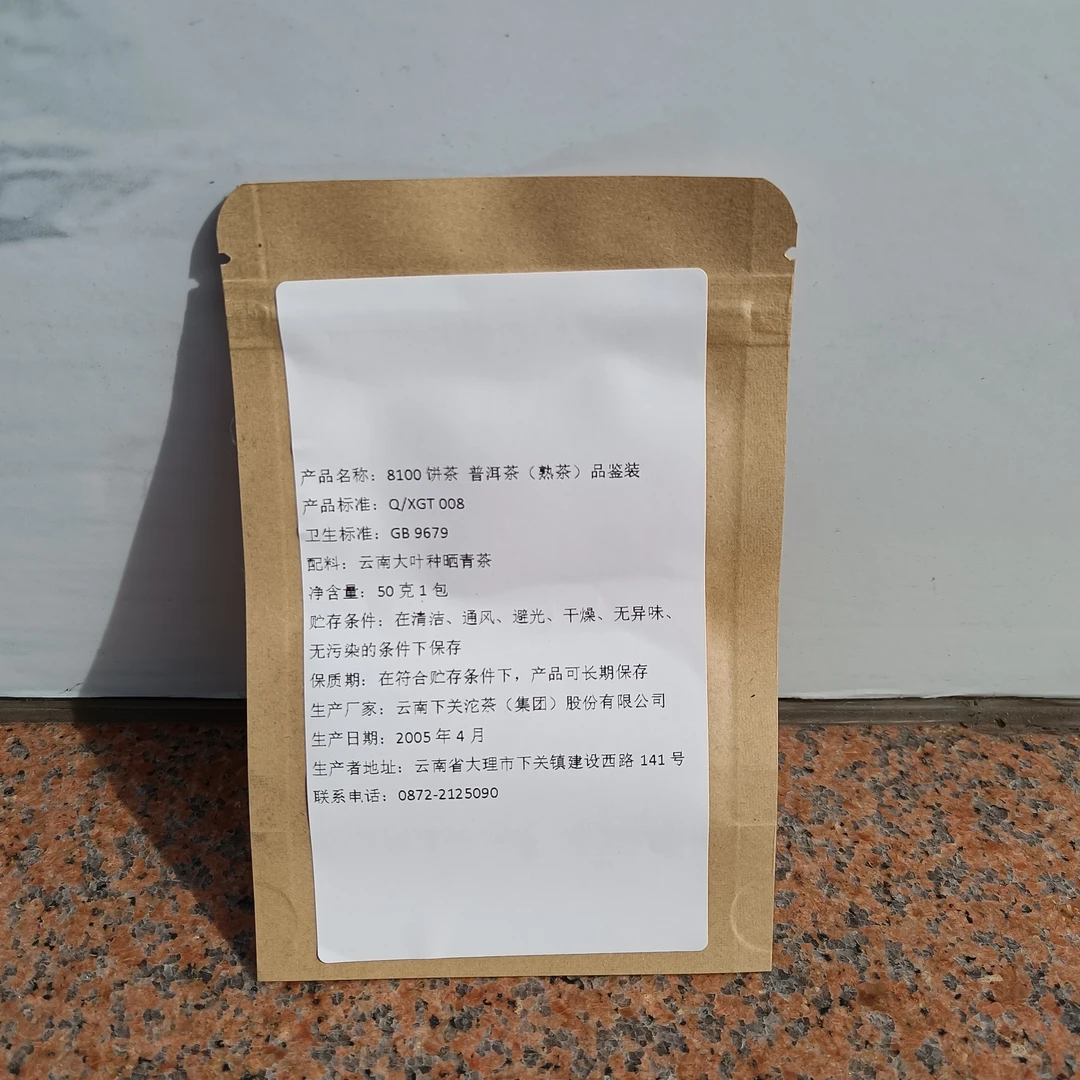 产品名称：8100 饼茶 普洱茶（熟茶）品鉴装
产品标准：Q/XGT 008
卫生标准：GB 9679
配料：云南大叶种晒青茶
净含量：50 克 1 包
贮存条件：在清洁、通风、避光、干燥、无异味、
无污染的条件下保存
保质期：在符合贮存条件下，产品可长期保存
生产厂家：云南下关沱茶（集团）股份有限公司
生产日期：2005 年 4 月
生产者地址：云南省大理市下关镇建设西路 141 号
联系电话：0872-2125090